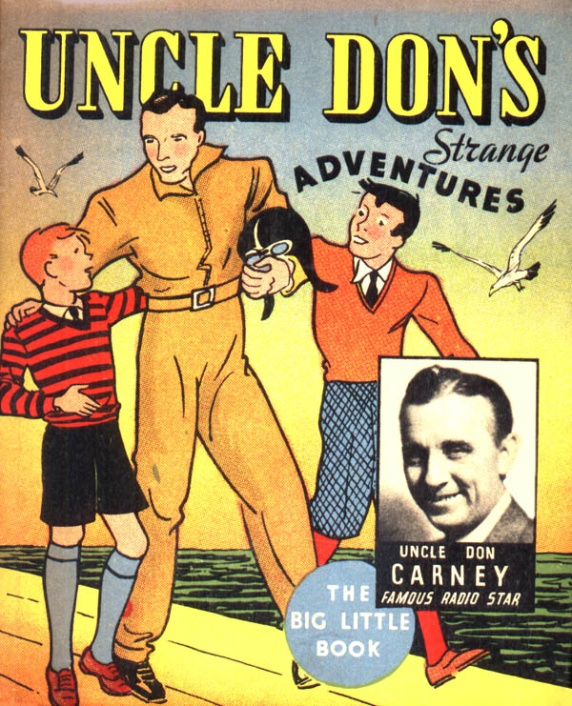 UNCLE DON'S
Strange
ADVENTURES
UNCLE DON
CARNEY
FAMOUS RADIO STAR
THE
BIG LITTLE
BOOK